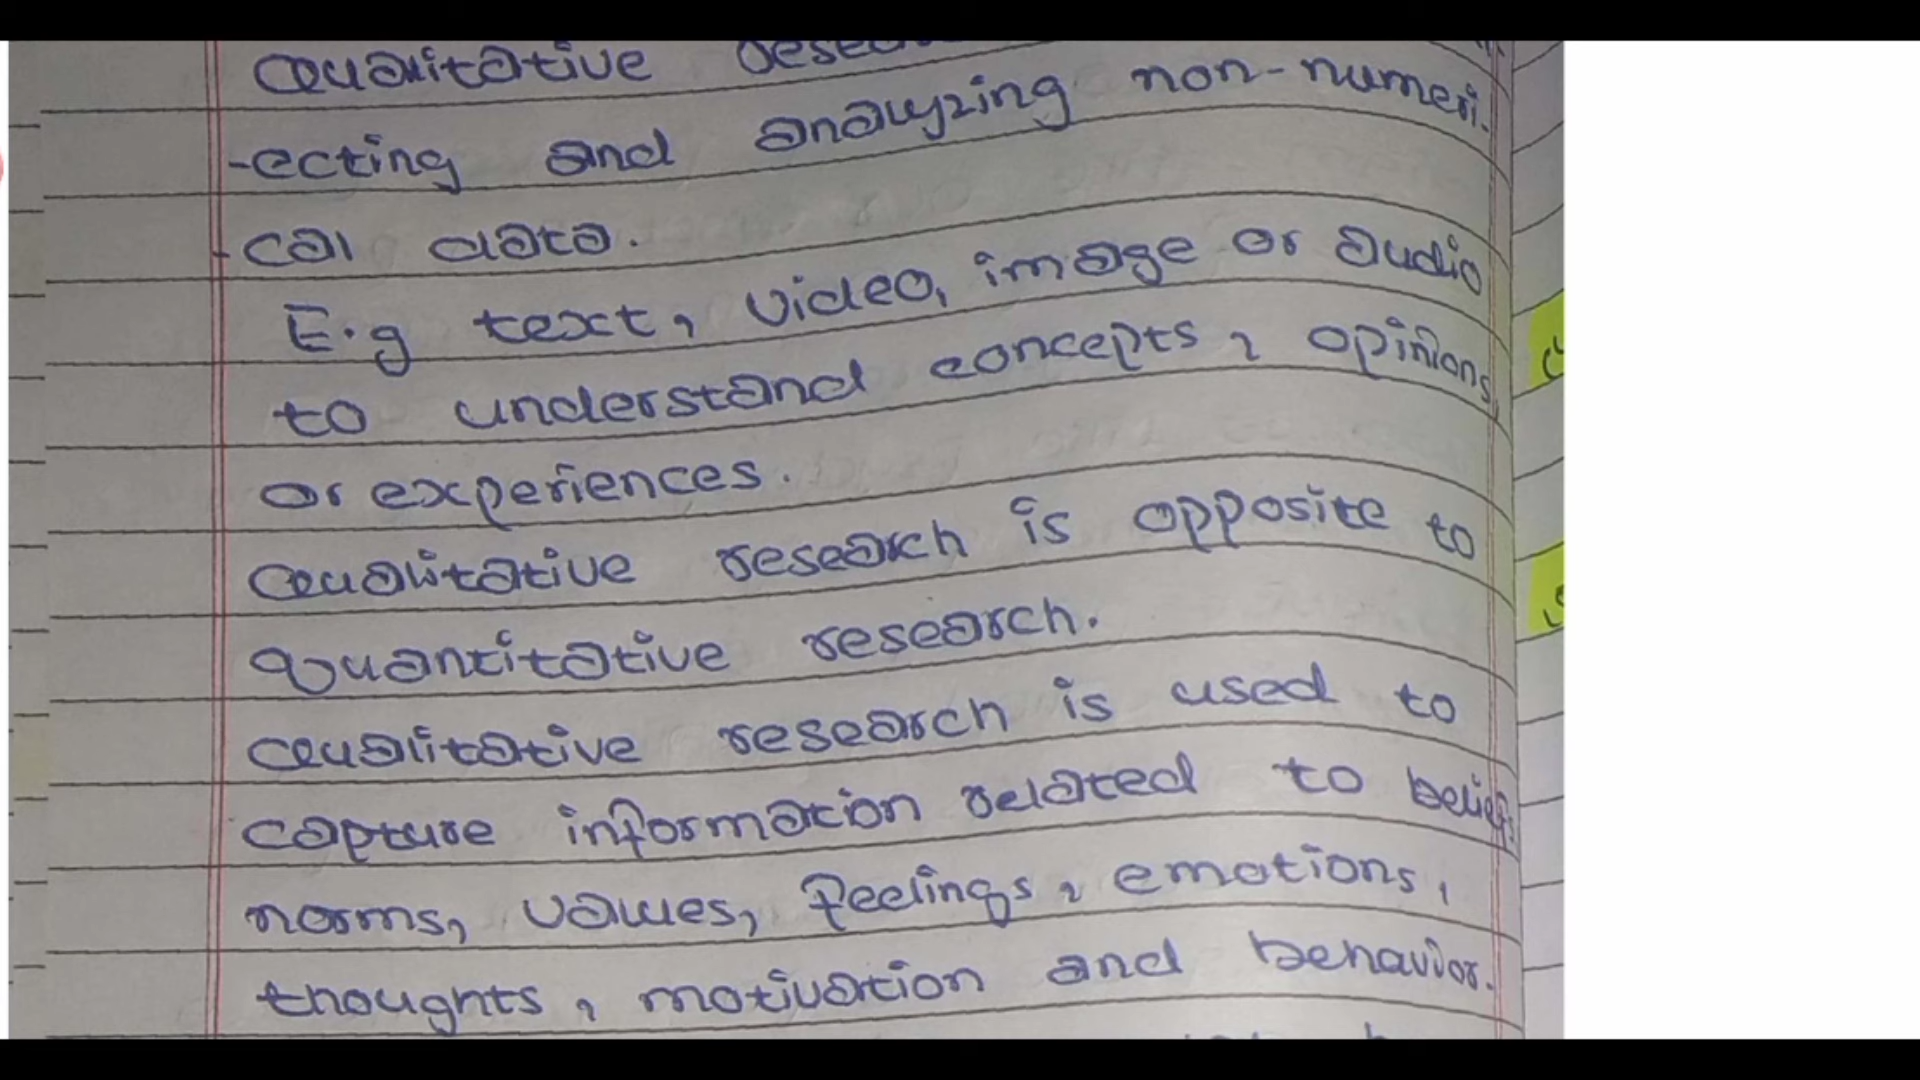 Qualitative
-ecting and analyzing non-numeri-
-cal data.
E.g text, video, image or audio
to understand concepts, opinions,
or experiences.
Qualitative research is opposite to
quantitative research.
Qualitative research is used to
capture information related to beliefs
norms, values, feelings, emotions,
thoughts, motivation and behavior.